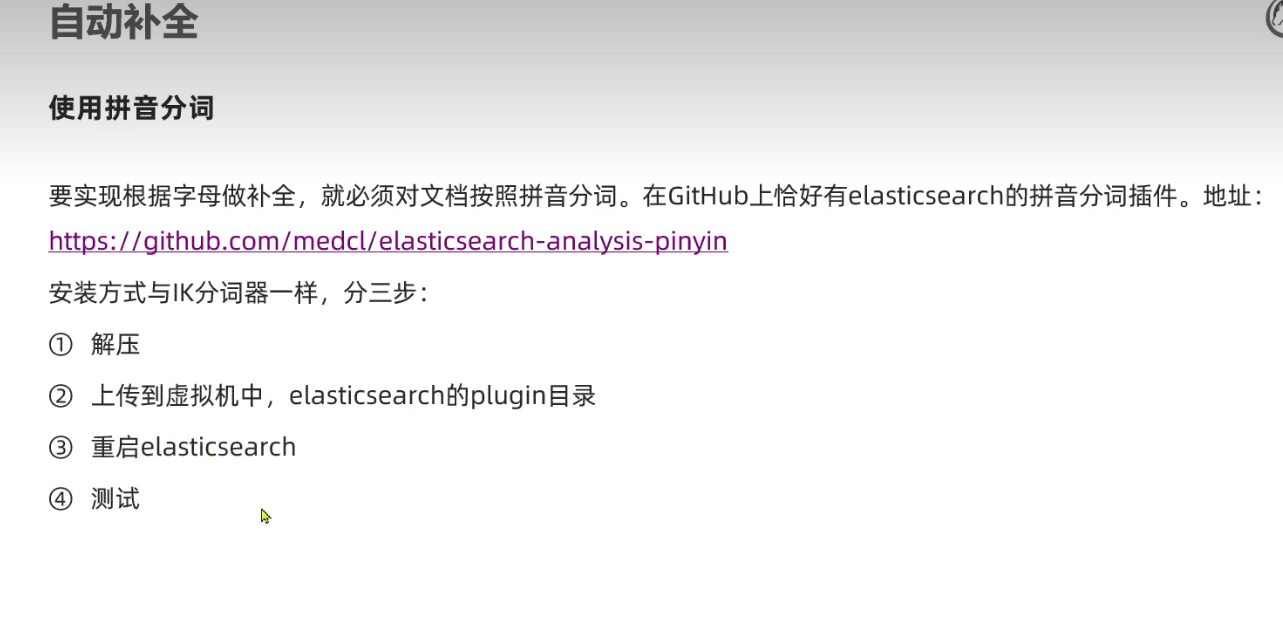 自动补全
使用拼音分词
要实现根据字母做补全，就必须对文档按照拼音分词。在GitHub上恰好有elasticsearch的拼音分词插件。地址：
https://github.com/medcl/elasticsearch-analysis-pinyin
安装方式与IK分词器一样，分三步：
① 解压
② 上传到虚拟机中，elasticsearch的plugin目录
③ 重启elasticsearch
④ 测试